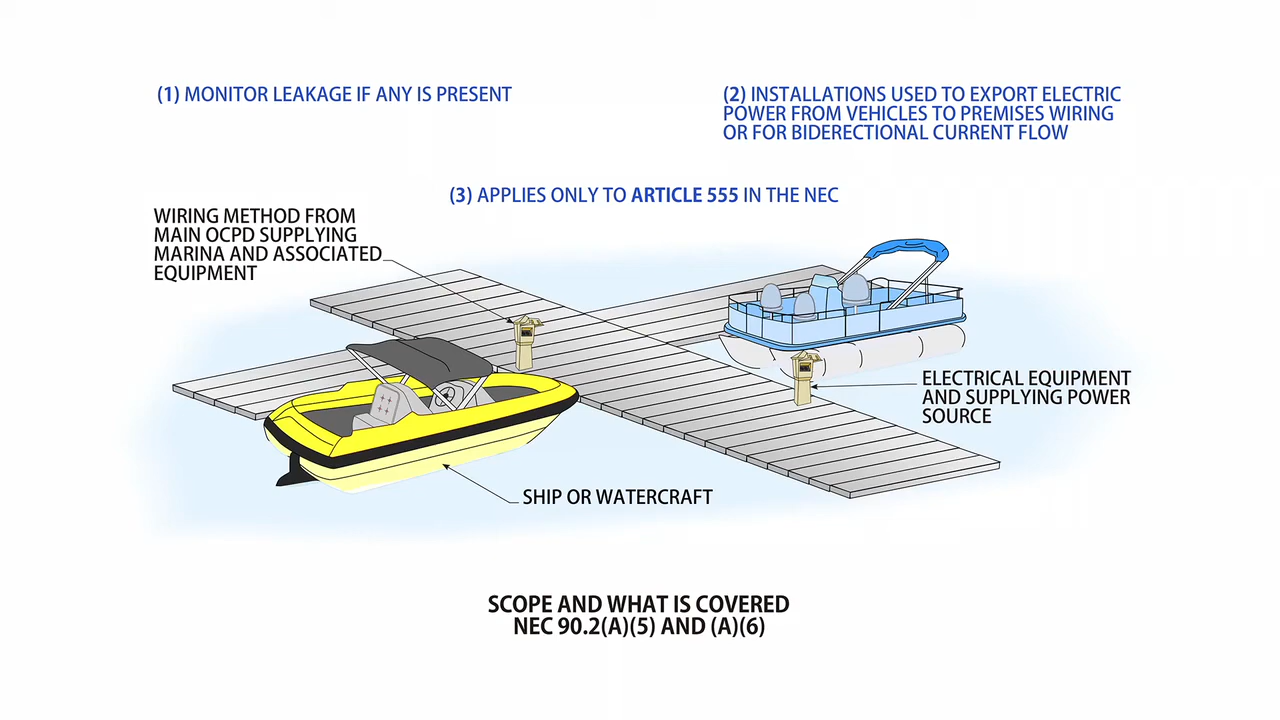 (1) MONITOR LEAKAGE IF ANY IS PRESENT
(2) INSTALLATIONS USED TO EXPORT ELECTRIC
POWER FROM VEHICLES TO PREMISES WIRING
OR FOR BIDERECTIONAL CURRENT FLOW
(3) APPLIES ONLY TO ARTICLE 555 IN THE NEC
WIRING METHOD FROM
MAIN OCPD SUPPLYING
MARINA AND ASSOCIATED
EQUIPMENT
ELECTRICAL EQUIPMENT
AND SUPPLYING POWER
SOURCE
SHIP OR WATERCRAFT
SCOPE AND WHAT IS COVERED
NEC 90.2(A)(5) AND (A)(6)